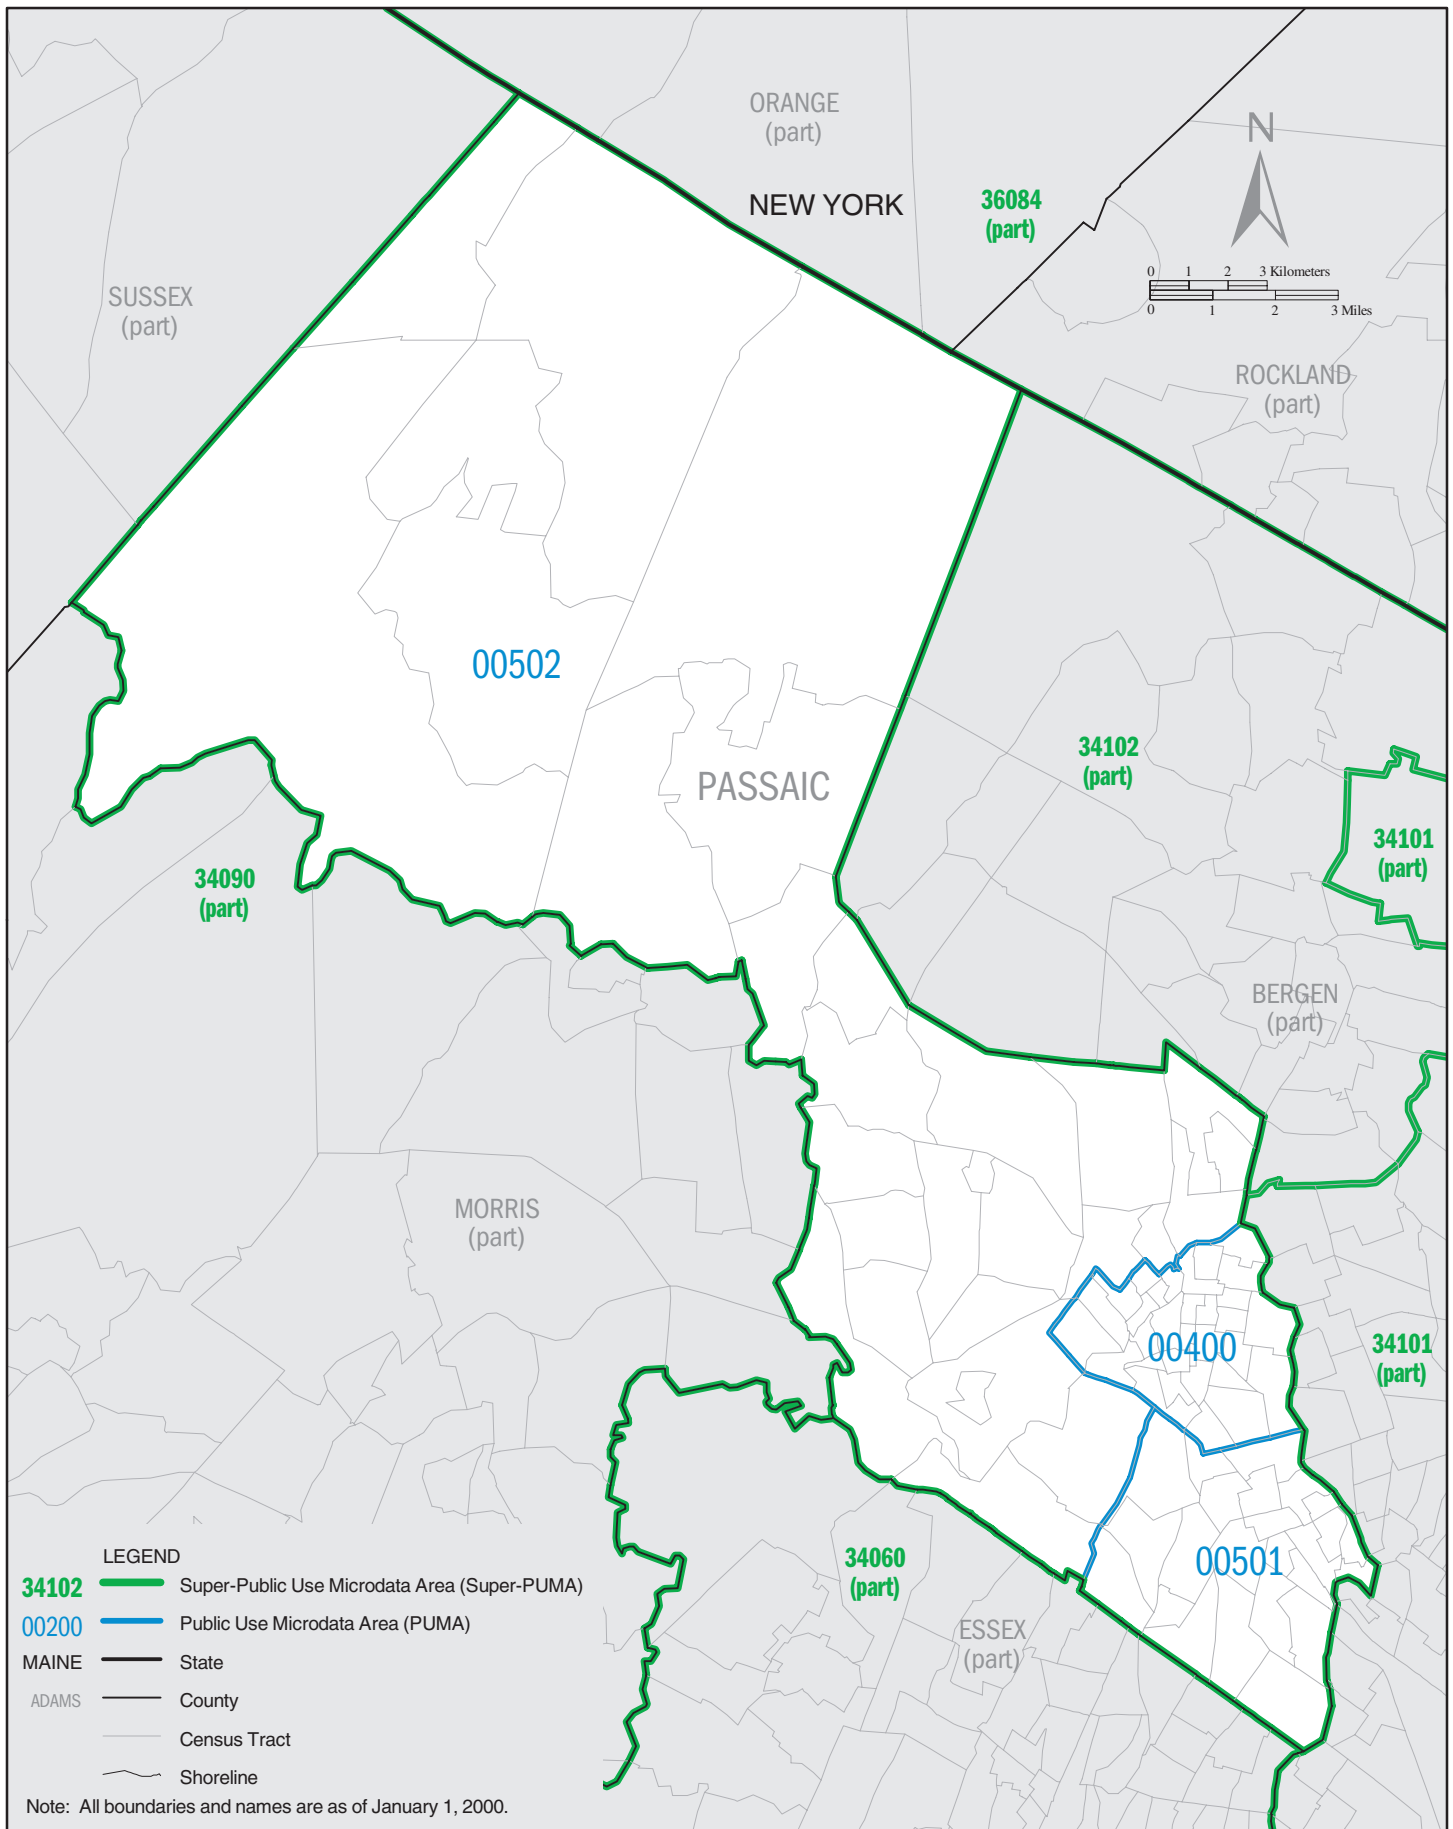 ORANGE
(part)
N
NEW YORK
36084
(part)
0 1 2 3 Kilometers
0 1 2 3 Miles
SUSSEX
(part)
ROCKLAND
(part)
00502
34102
(part)
PASSAIC
34101
(part)
34090
(part)
BERGEN
(part)
MORRIS
(part)
00400
34101
(part)
00501
34060
(part)
ESSEX
(part)
LEGEND
34102 Super-Public Use Microdata Area (Super-PUMA)
00200 Public Use Microdata Area (PUMA)
MAINE State
ADAMS County
Census Tract
Shoreline
Note: All boundaries and names are as of January 1, 2000.